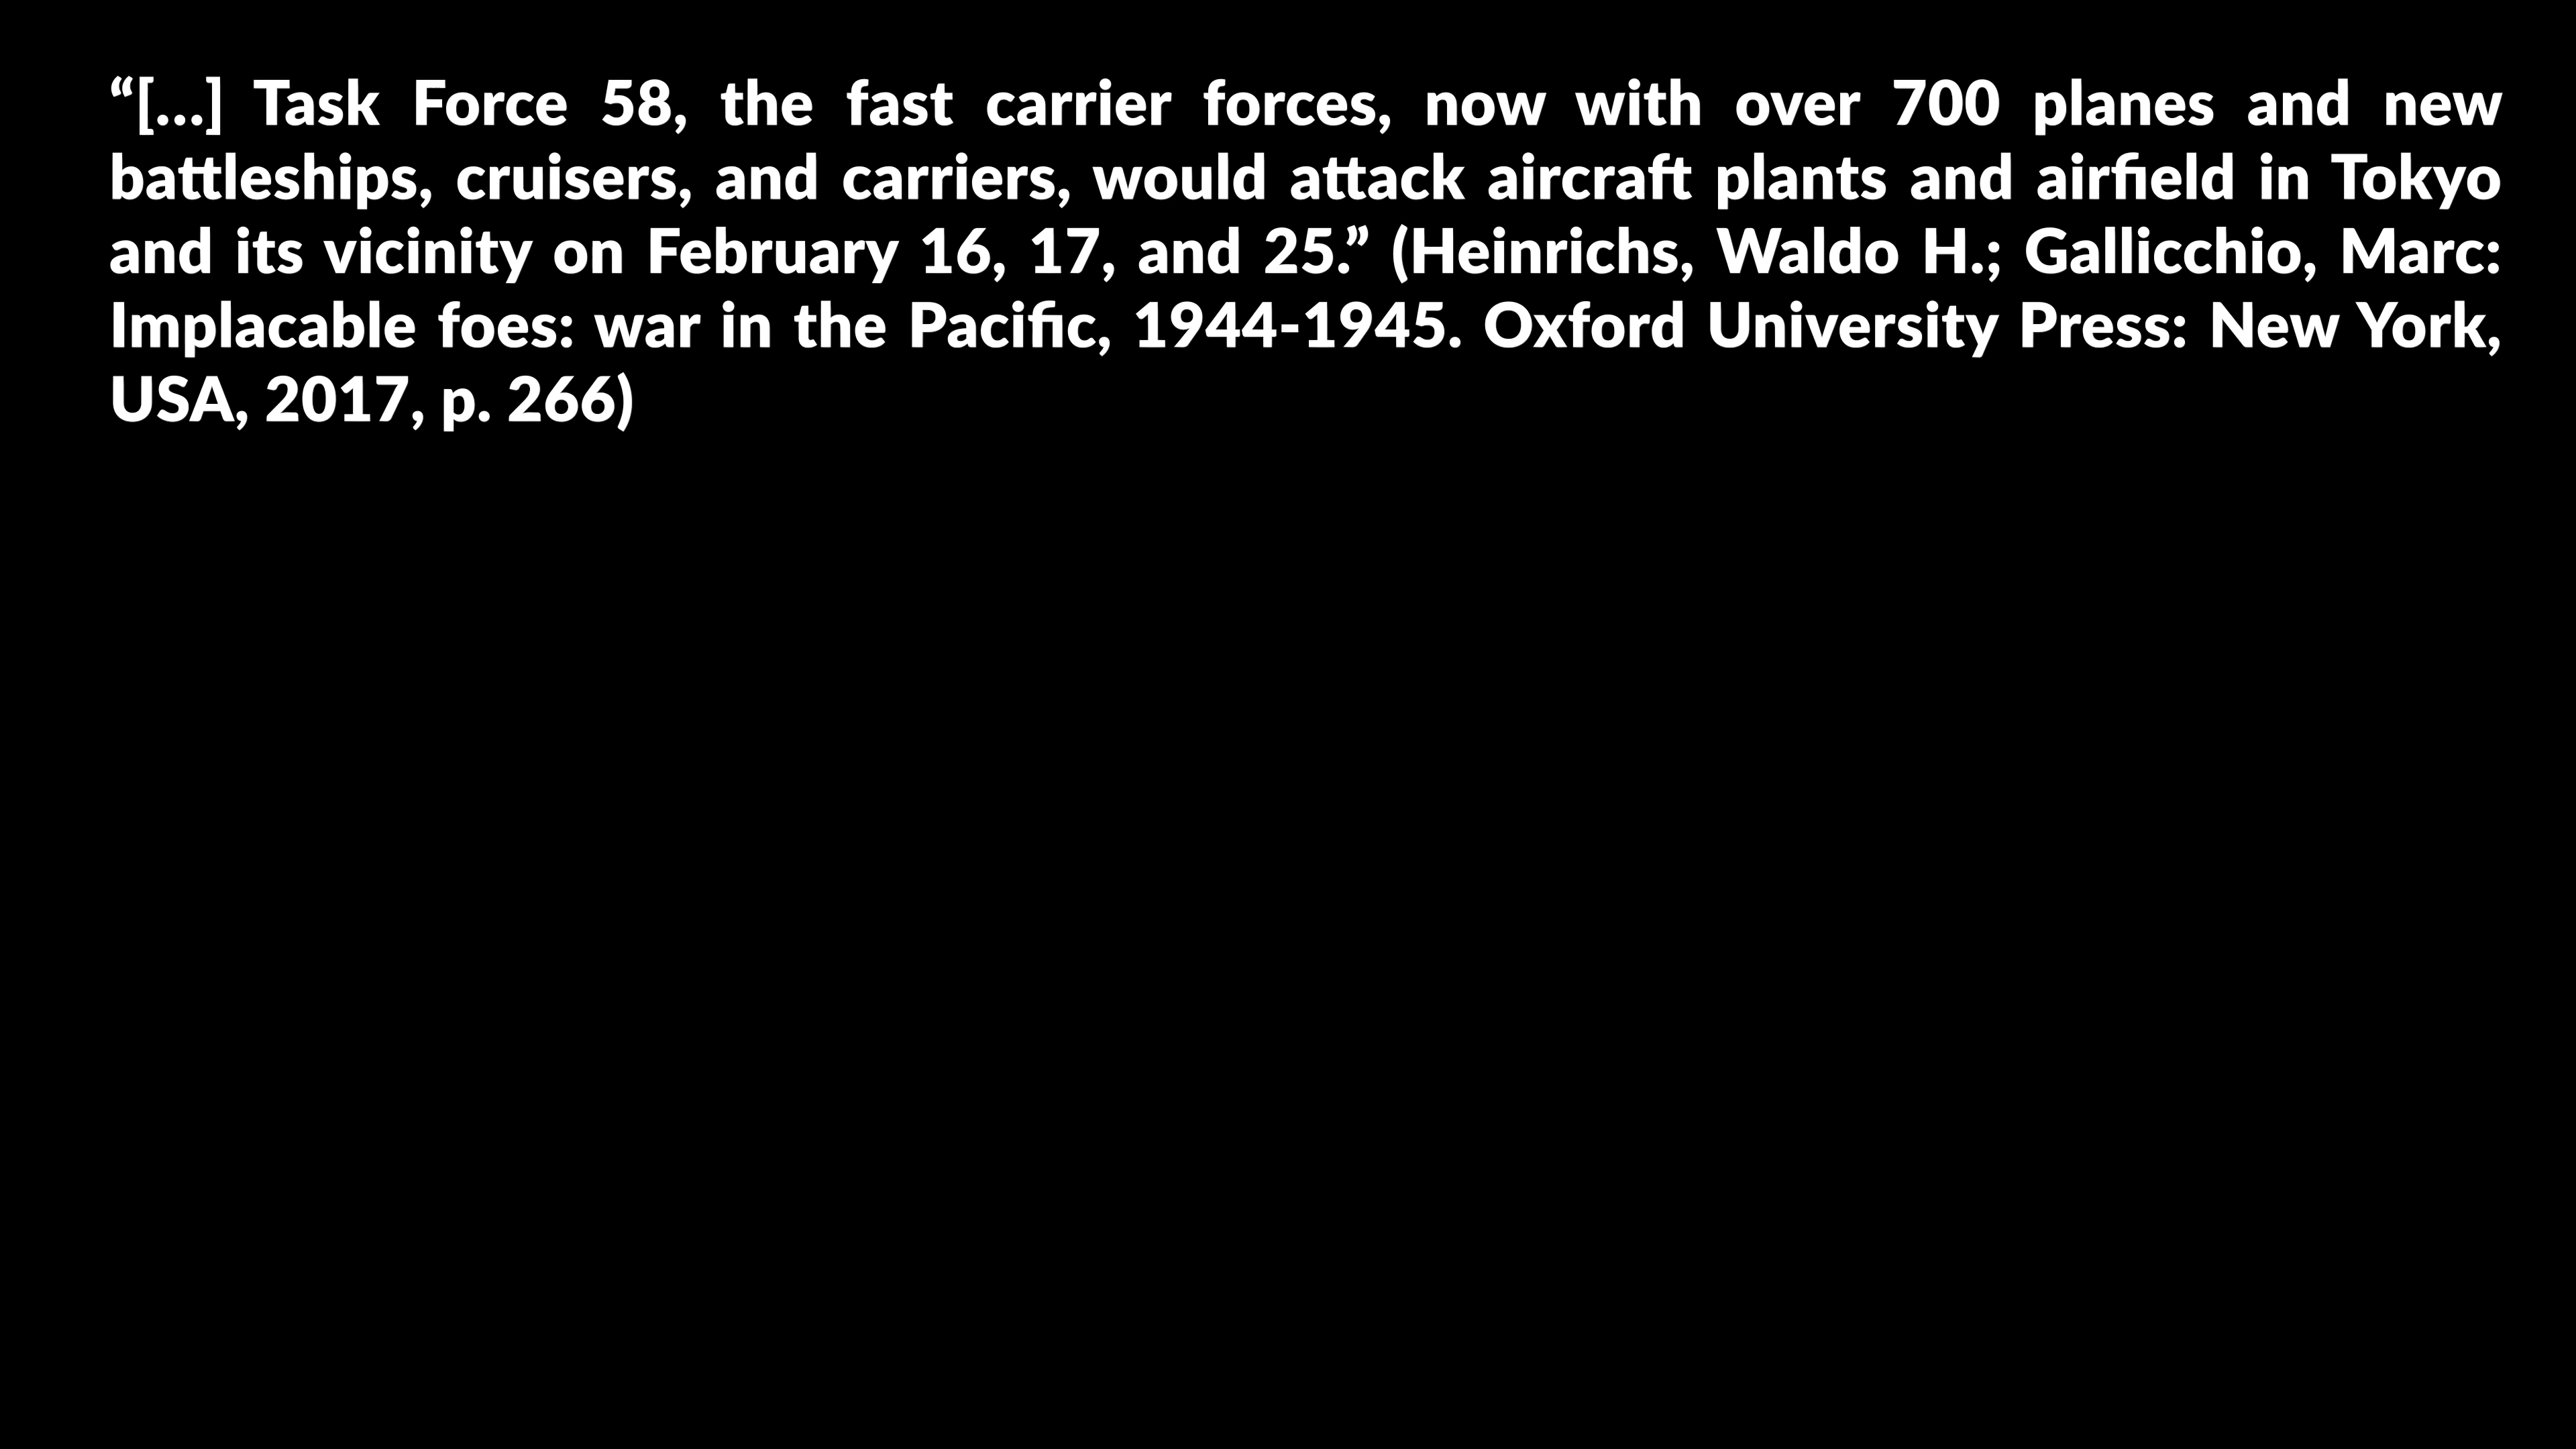 “[…] Task Force 58, the fast carrier forces, now with over 700 planes and new
battleships, cruisers, and carriers, would attack aircraft plants and airfield in Tokyo
and its vicinity on February 16, 17, and 25.” (Heinrichs, Waldo H.; Gallicchio, Marc:
Implacable foes: war in the Pacific, 1944-1945. Oxford University Press: New York,
USA, 2017, p. 266)